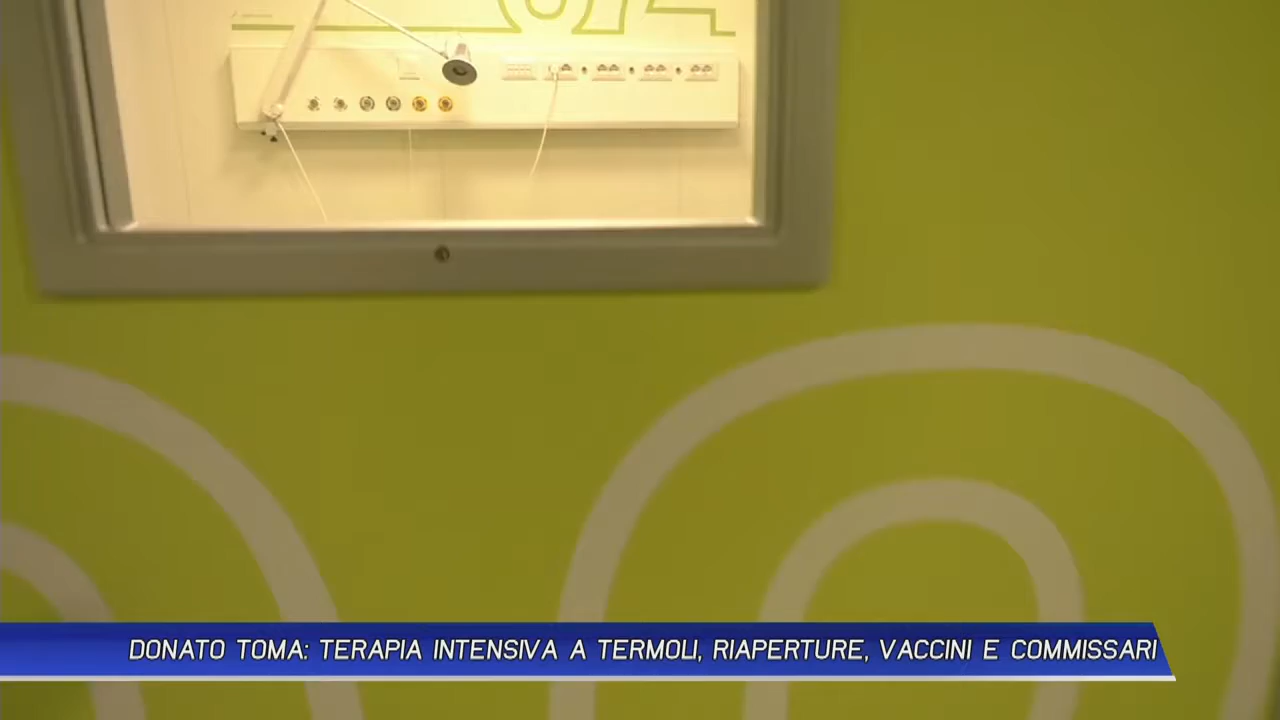 DONATO TOMA: TERAPIA INTENSIVA A TERMOLI, RIAPERTURE, VACCINI E COMMISSARI